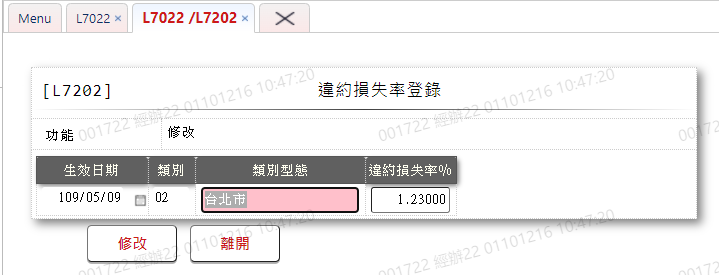 Menu L7022 × L7022 /L7202 ×
[L7202] 違約損失率登錄
功能 修改
生效日期 類別 類別型態 違約損失率%
109/05/09 02 台北市 1.23000
修改 離開
001722 經辦22 01101216 10:47:20